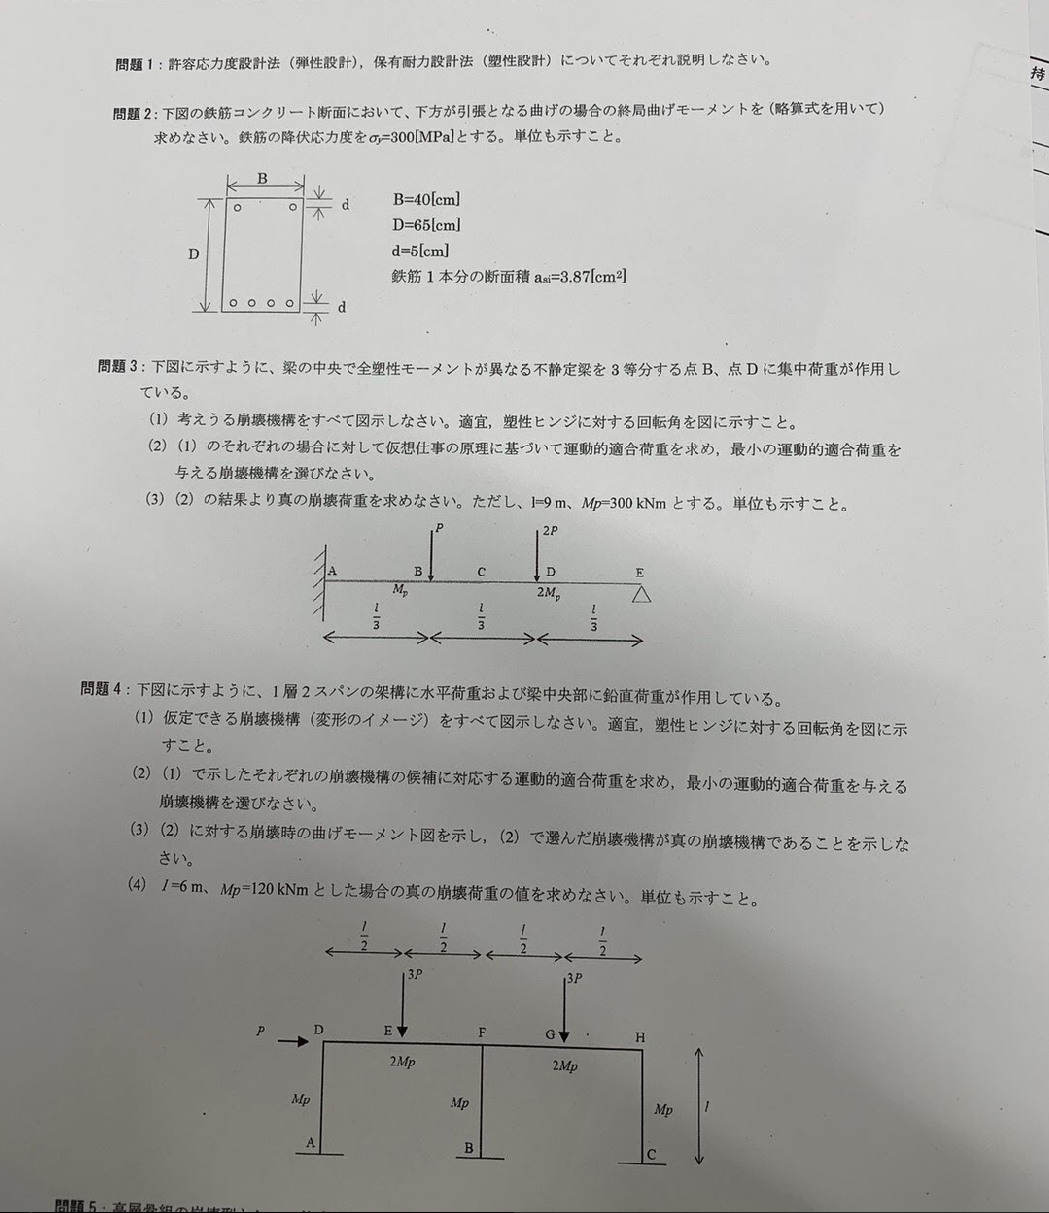 持
問題1：許容応力度設計法（弾性設計），保有耐力設計法（塑性設計）についてそれぞれ説明しなさい。
問題2：下図の鉄筋コンクリート断面において、下方が引張となる曲げの場合の終局曲げモーメントを（略算式を用いて）
求めなさい。鉄筋の降伏応力度をσy=300[MPa]とする。単位も示すこと。
B
d
D
d
B=40[cm]
D=65[cm]
d=5[cm]
鉄筋1本分の断面積 asi=3.87[cm²]
問題3：下図に示すように、梁の中央で全塑性モーメントが異なる不静定梁を3等分する点B、点Dに集中荷重が作用し
ている。
（1）考えうる崩壊機構をすべて図示しなさい。適宜，塑性ヒンジに対する回転角を図に示すこと。
（2）（1）のそれぞれの場合に対して仮想仕事の原理に基づいて運動的適合荷重を求め，最小の運動的適合荷重を
与える崩壊機構を選びなさい。
（3）（2）の結果より真の崩壊荷重を求めなさい。ただし、l=9 m、Mp=300 kNm とする。単位も示すこと。
P 2P
A B C D E
Mp 2Mp
l/3 l/3 l/3
問題4：下図に示すように、1層2スパンの架構に水平荷重および梁中央部に鉛直荷重が作用している。
（1）仮定できる崩壊機構（変形のイメージ）をすべて図示しなさい。適宜，塑性ヒンジに対する回転角を図に示
すこと。
（2）（1）で示したそれぞれの崩壊機構の候補に対応する運動的適合荷重を求め，最小の運動的適合荷重を与える
崩壊機構を選びなさい。
（3）（2）に対する崩壊時の曲げモーメント図を示し，（2）で選んだ崩壊機構が真の崩壊機構であることを示しな
さい。
（4） l=6 m、Mp=120 kNm とした場合の真の崩壊荷重の値を求めなさい。単位も示すこと。
l/2 l/2 l/2 l/2
3P 3P
P D E F G H
2Mp 2Mp
Mp Mp Mp l
A B C
問題5：高層骨組の崩壊型